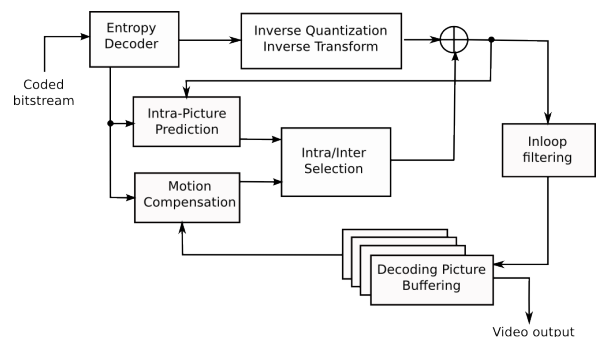 Entropy
Decoder
Inverse Quantization
Inverse Transform
Coded
bitstream
Intra-Picture
Prediction
Intra/Inter
Selection
Inloop
filtering
Motion
Compensation
Decoding Picture
Buffering
Video output